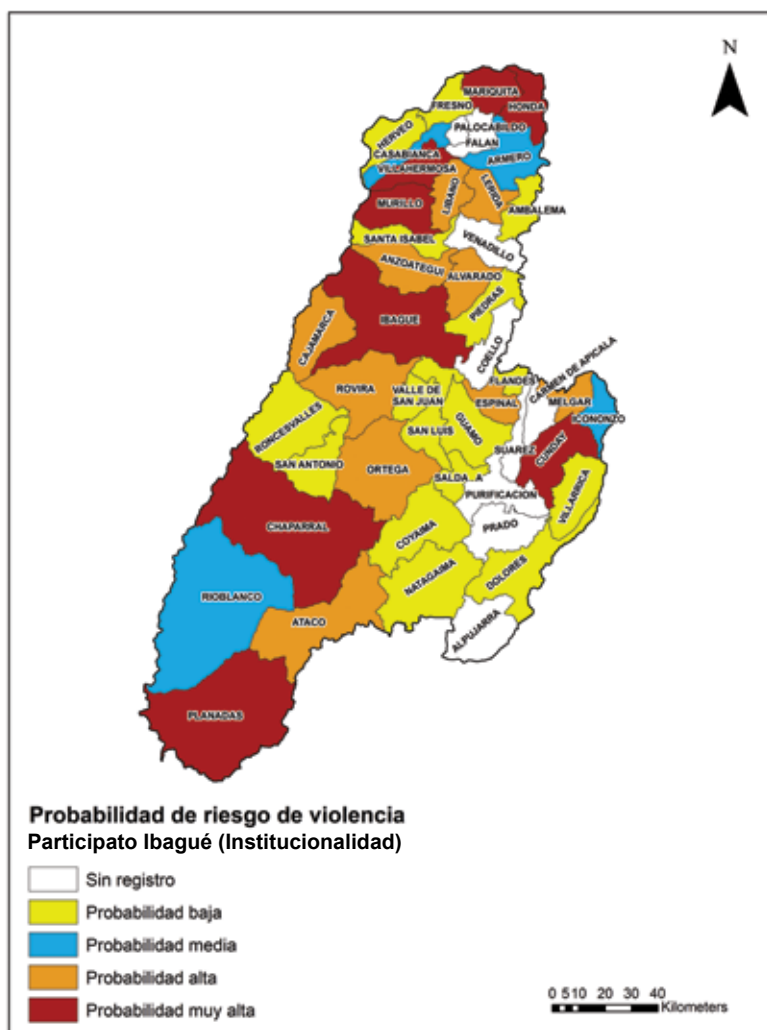 N
MARIQUITA
FRESNO
HONDA
HERVEO
PALOCABILDO
FALAN
CASABIANCA
ARMERO
VILLAHERMOSA
LIBANO
LERIDA
MURILLO
AMBALEMA
SANTA ISABEL
VENADILLO
ANZOATEGUI
ALVARADO
PIEDRAS
IBAGUE
CAJAMARCA
COELLO
CARMEN DE APICALA
FLANDES
ROVIRA
VALLE DE
SAN JUAN
ESPINAL
MELGAR
ICONONZO
RONCESVALLES
SAN LUIS
GUAMO
SUAREZ
CUNDAY
SAN ANTONIO
ORTEGA
SALDA..A
VILLARRICA
PURIFICACION
CHAPARRAL
PRADO
COYAIMA
NATAGAIMA
DOLORES
RIOBLANCO
ATACO
ALPUJARRA
PLANADAS
Probabilidad de riesgo de violencia
Participato Ibagué (Institucionalidad)
Sin registro
Probabilidad baja
Probabilidad media
Probabilidad alta
Probabilidad muy alta
0 5 10 20 30 40
Kilometers